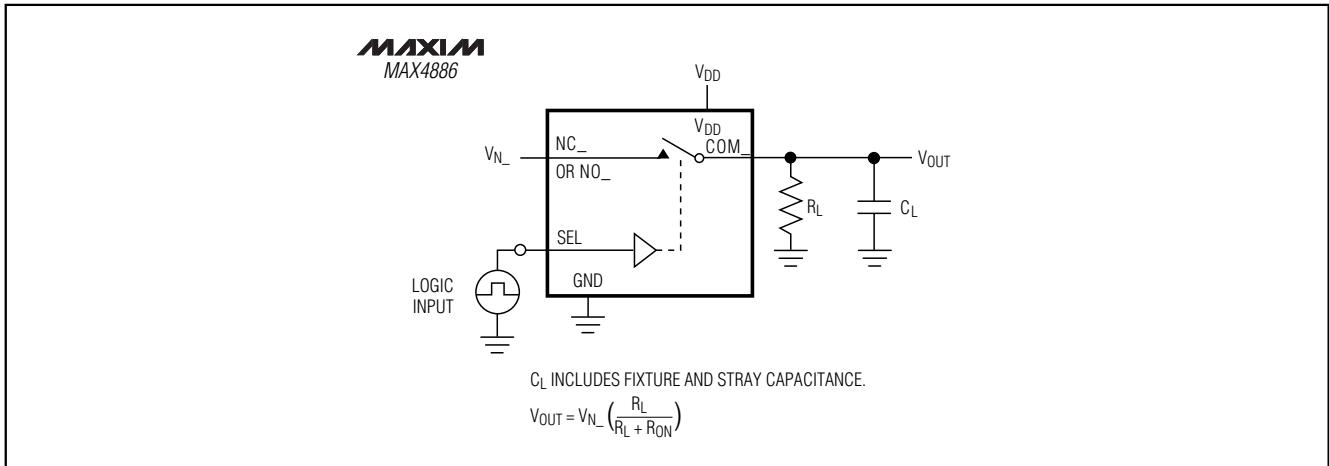 MAXIM
MAX4886
VDD
VDD
NC_
COM_
VN_
VOUT
OR NO_
RL
CL
SEL
GND
LOGIC
INPUT
CL INCLUDES FIXTURE AND STRAY CAPACITANCE.
VOUT = VN_ (RL / RL + RON)